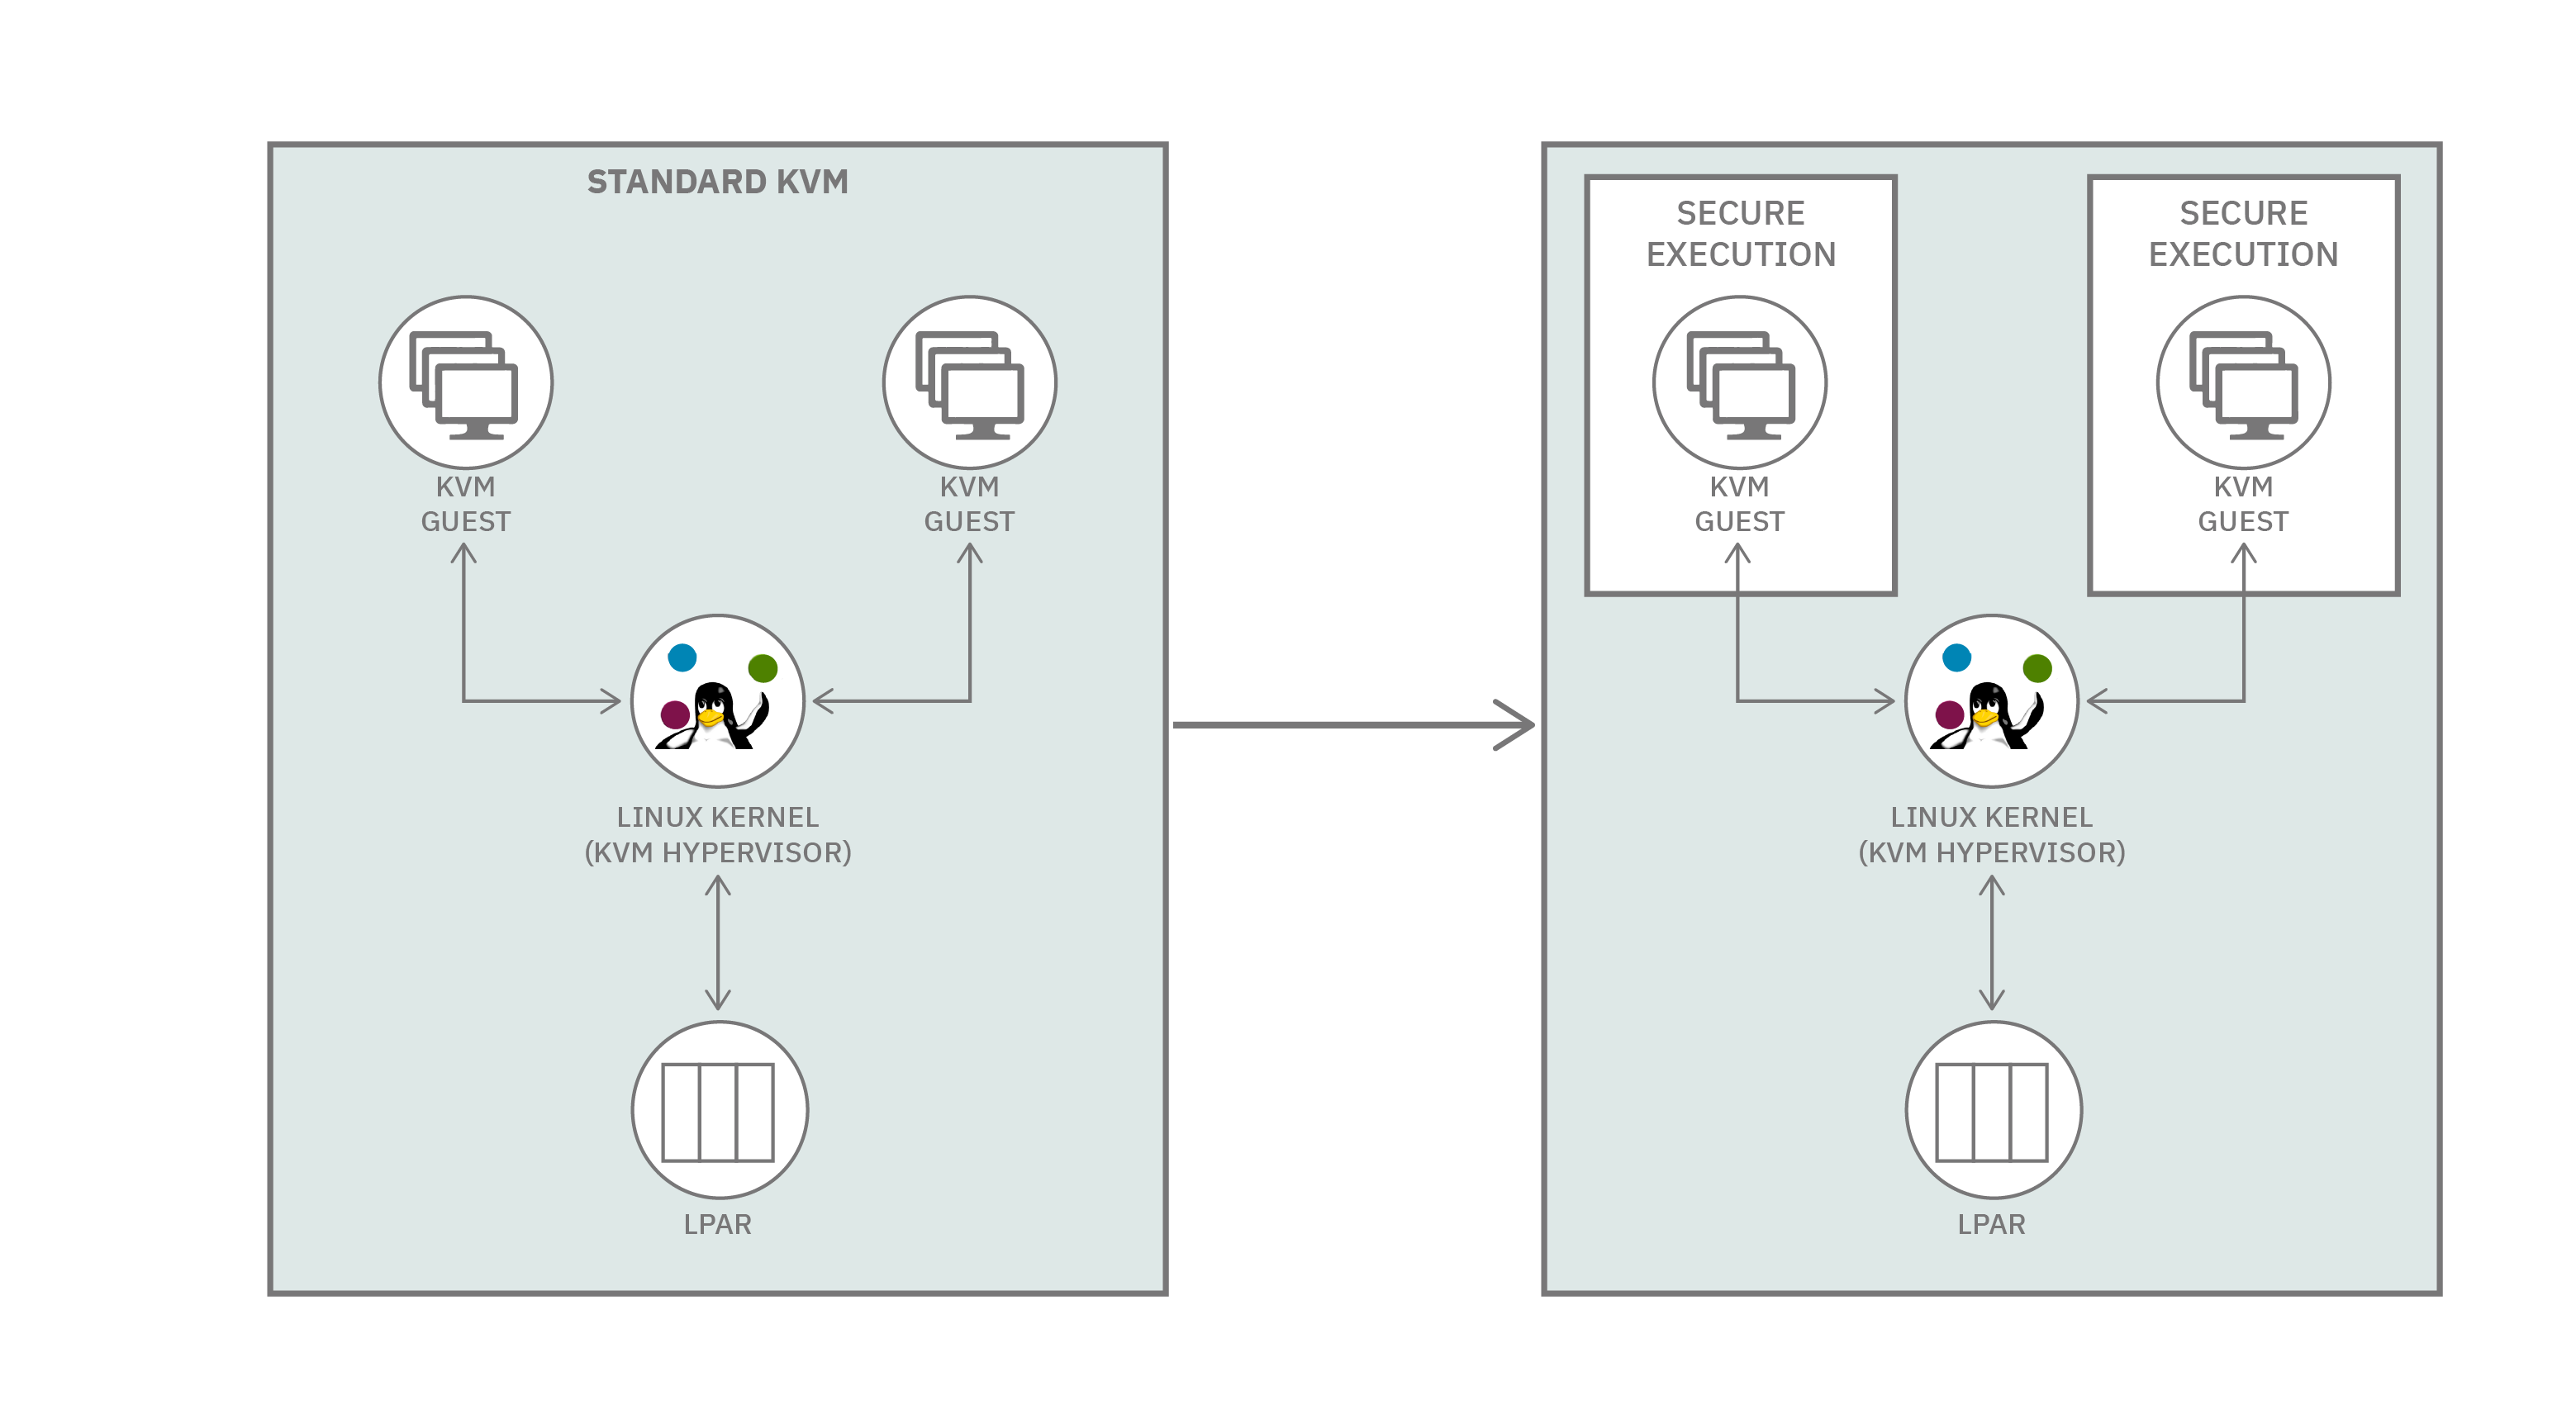 STANDARD KVM
KVM
GUEST
KVM
GUEST
LINUX KERNEL
(KVM HYPERVISOR)
LPAR
SECURE
EXECUTION
KVM
GUEST
SECURE
EXECUTION
KVM
GUEST
LINUX KERNEL
(KVM HYPERVISOR)
LPAR